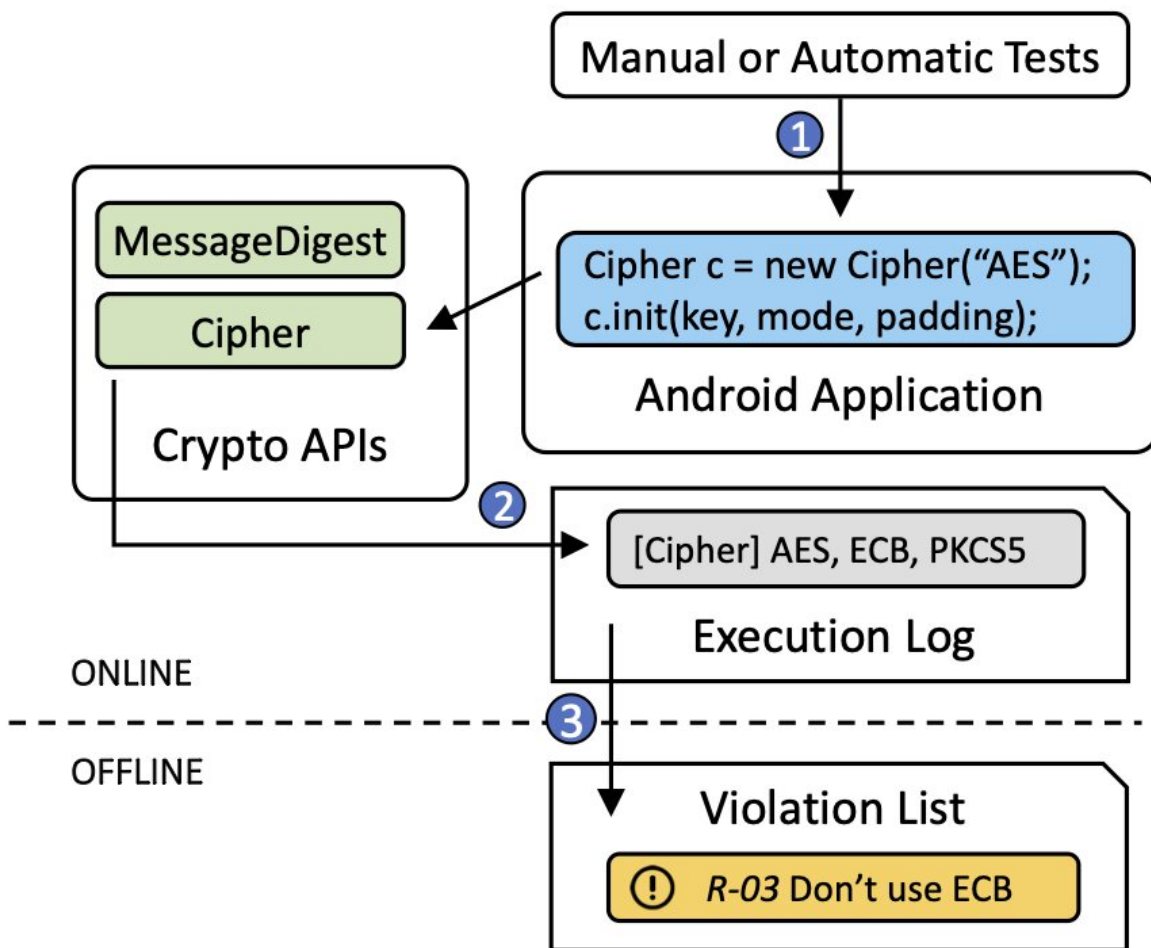 Manual or Automatic Tests
1
MessageDigest
Cipher
Crypto APIs
Cipher c = new Cipher(“AES”);
c.init(key, mode, padding);
Android Application
2
[Cipher] AES, ECB, PKCS5
Execution Log
ONLINE
3
OFFLINE
Violation List
! R-03 Don’t use ECB